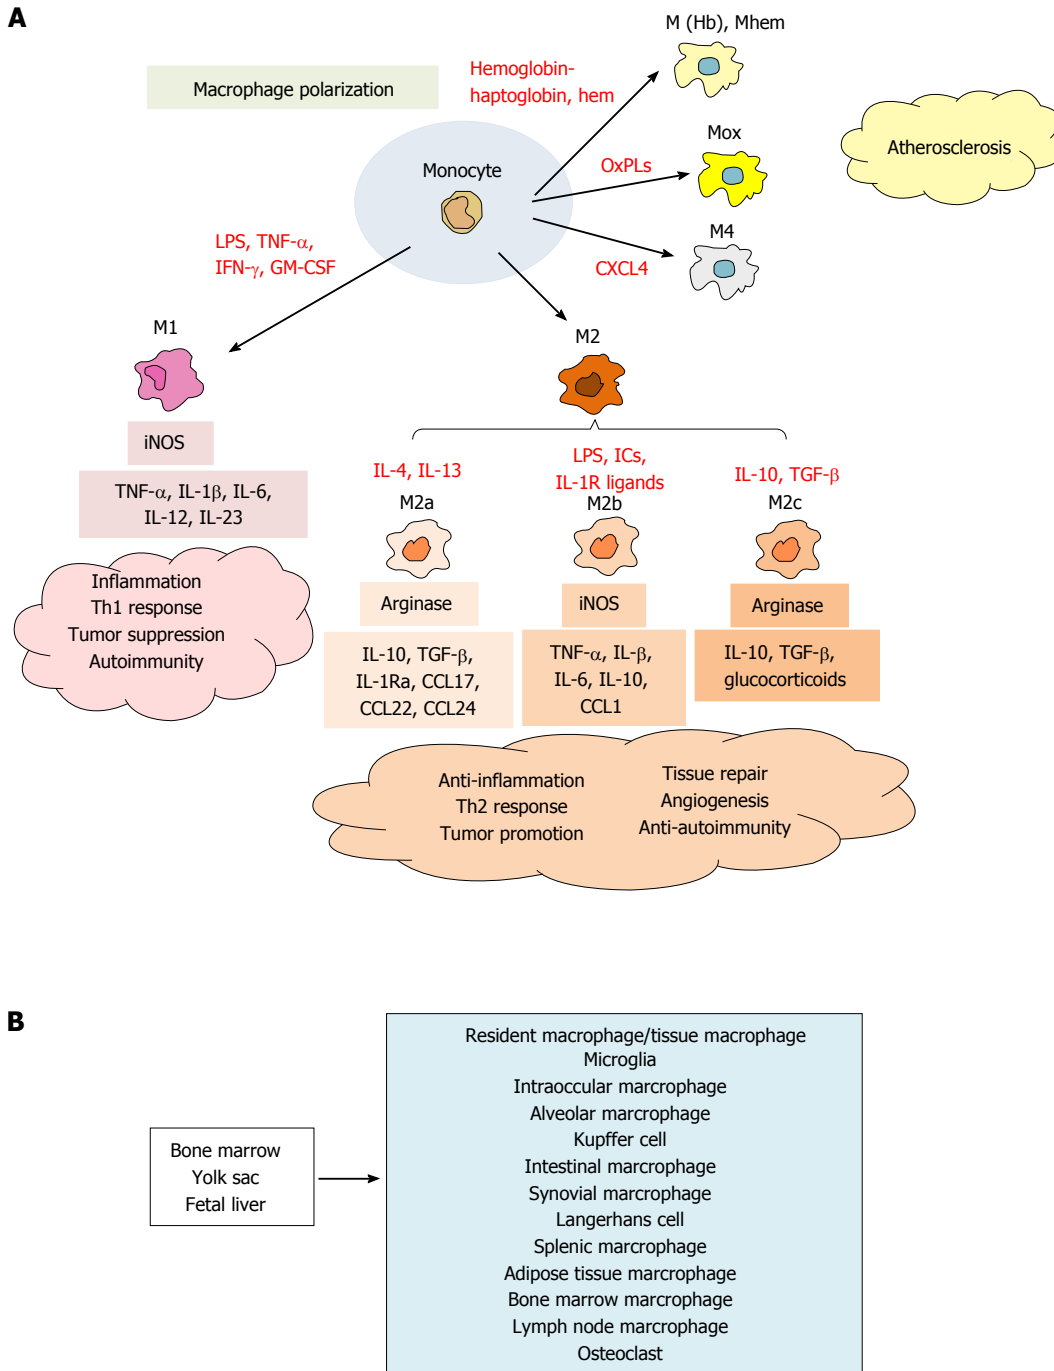 A
M (Hb), Mhem
Hemoglobin-
haptoglobin, hem
Macrophage polarization
Mox
Atherosclerosis
Monocyte
OxPLs
M4
LPS, TNF-α,
IFN-γ, GM-CSF
CXCL4
M1
M2
iNOS
TNF-α, IL-1β, IL-6,
IL-12, IL-23
Inflammation
Th1 response
Tumor suppression
Autoimmunity
IL-4, IL-13
M2a
Arginase
IL-10, TGF-β,
IL-1Ra, CCL17,
CCL22, CCL24
LPS, ICs,
IL-1R ligands
M2b
iNOS
TNF-α, IL-β,
IL-6, IL-10,
CCL1
IL-10, TGF-β
M2c
Arginase
IL-10, TGF-β,
glucocorticoids
Anti-inflammation
Th2 response
Tumor promotion
Tissue repair
Angiogenesis
Anti-autoimmunity
B
Bone marrow
Yolk sac
Fetal liver
Resident macrophage/tissue macrophage
Microglia
Intraoccular marcrophage
Alveolar marcrophage
Kupffer cell
Intestinal marcrophage
Synovial marcrophage
Langerhans cell
Splenic marcrophage
Adipose tissue marcrophage
Bone marrow marcrophage
Lymph node marcrophage
Osteoclast